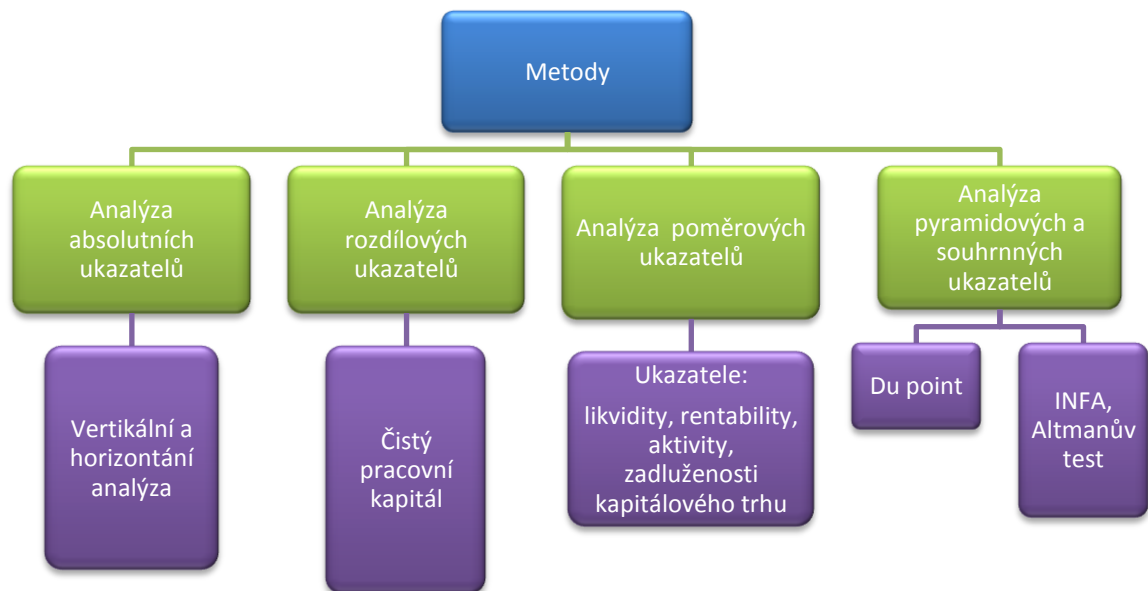 Metody
Analýza
absolutních
ukazatelů
Analýza
rozdílových
ukazatelů
Analýza poměrových
ukazatelů
Analýza
pyramidových a
souhrnných
ukazatelů
Vertikální a
horizontání
analýza
Čistý
pracovní
kapitál
Ukazatele:
likvidity, rentability,
aktivity,
zadluženosti
kapitálového trhu
Du point
INFA,
Altmanův
test